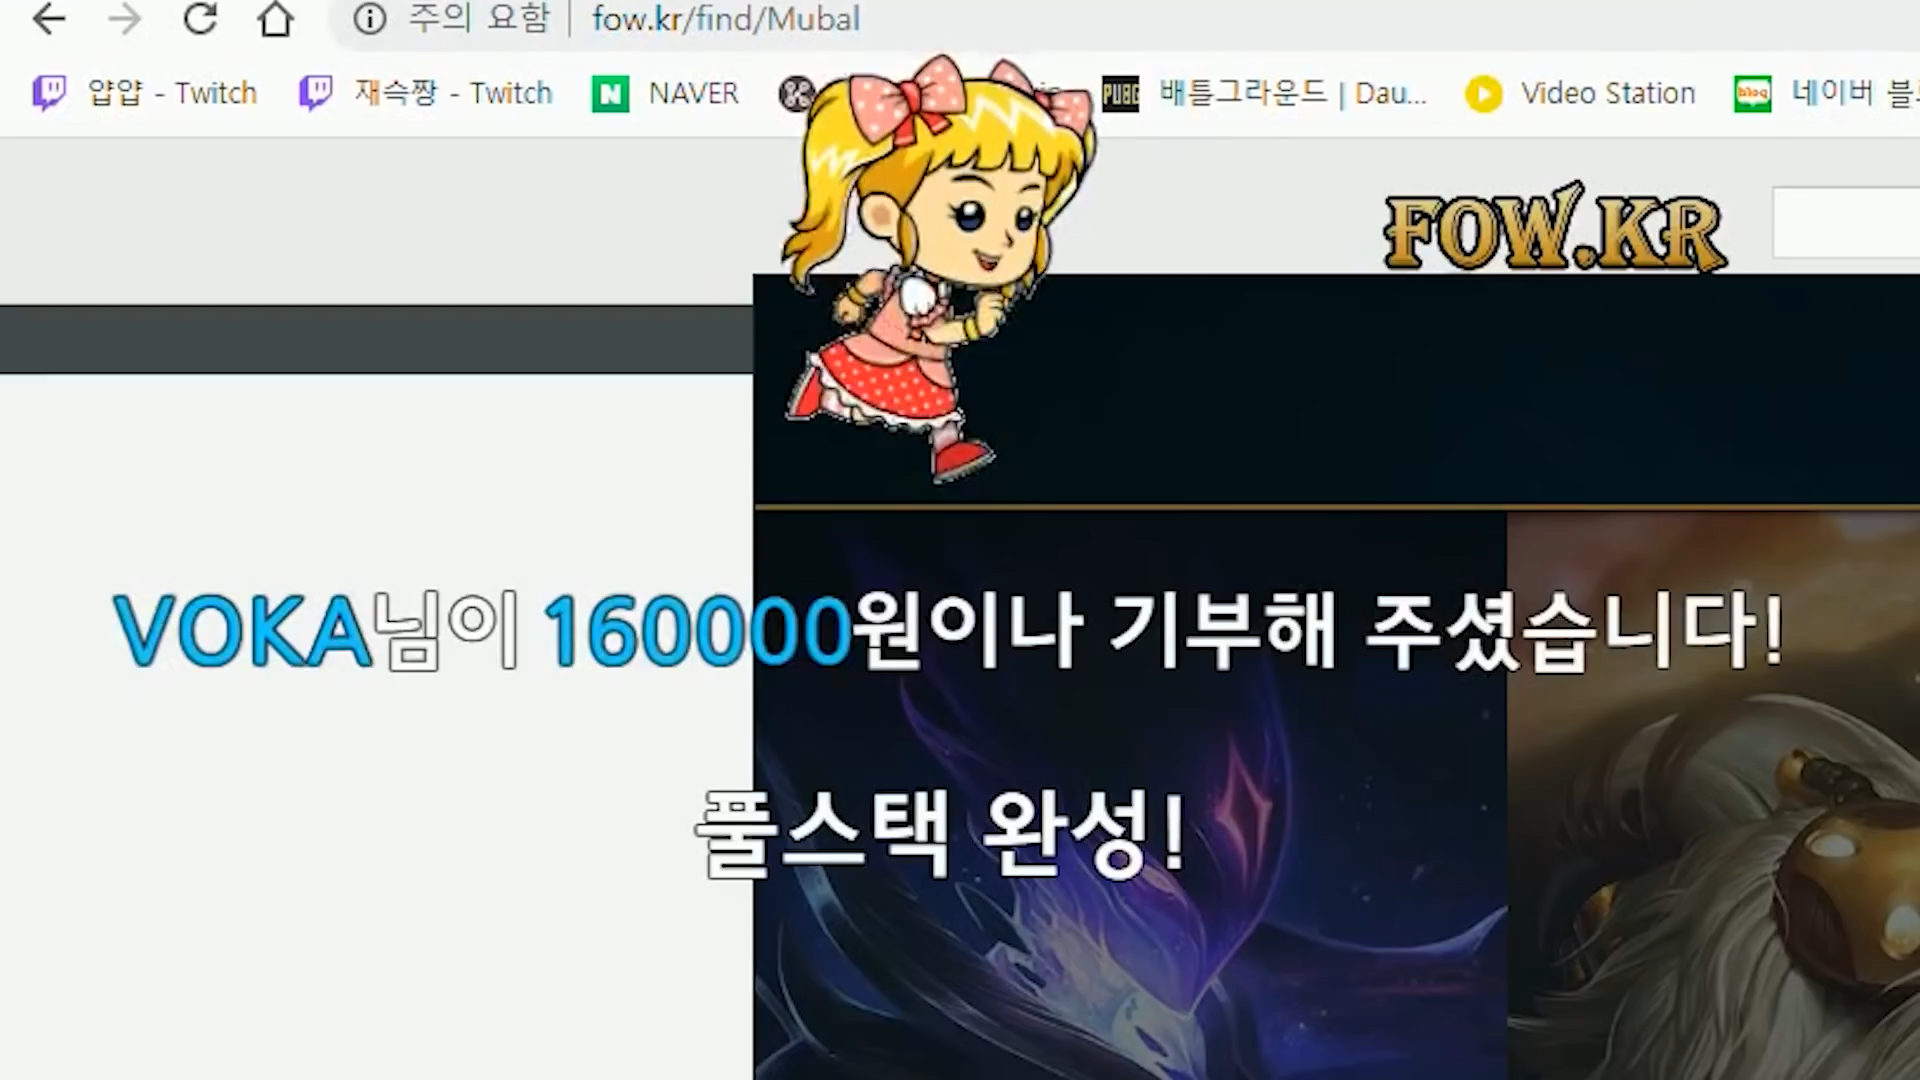 주의 요함 | fow.kr/find/Mubal
얍얍 - Twitch 재슥짱 - Twitch N NAVER PUBG 배틀그라운드 | Dau... Video Station blog 네이버
FOW.KR
VOKA님이 160000원이나 기부해 주셨습니다!
풀스택 완성!